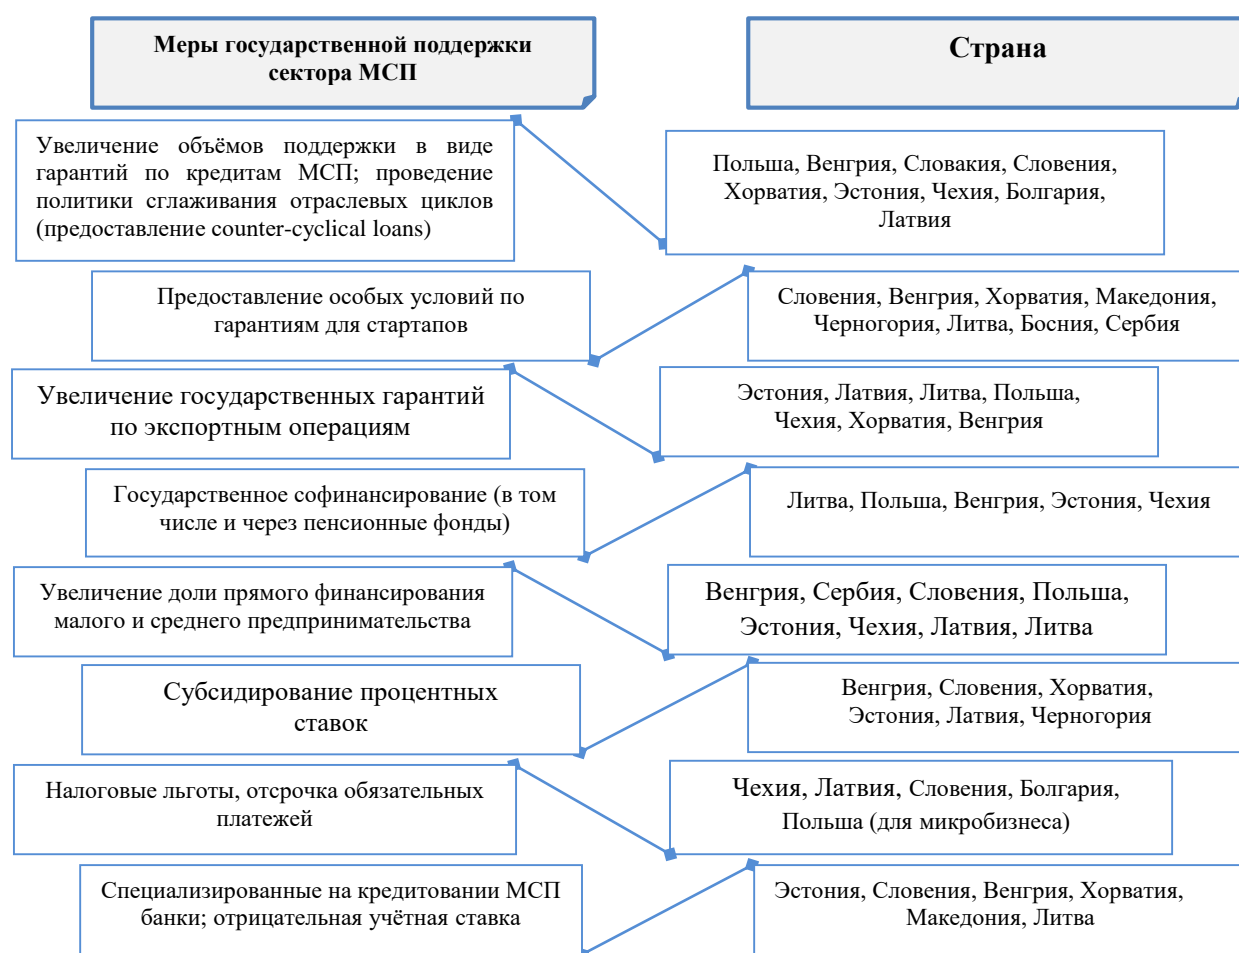 Меры государственной поддержки
сектора МСП
Страна
Увеличение объёмов поддержки в виде
гарантий по кредитам МСП; проведение
политики сглаживания отраслевых циклов
(предоставление counter-cyclical loans)
Польша, Венгрия, Словакия, Словения,
Хорватия, Эстония, Чехия, Болгария,
Латвия
Предоставление особых условий по
гарантиям для стартапов
Словения, Венгрия, Хорватия, Македония,
Черногория, Литва, Босния, Сербия
Увеличение государственных гарантий
по экспортным операциям
Эстония, Латвия, Литва, Польша,
Чехия, Хорватия, Венгрия
Государственное софинансирование (в том
числе и через пенсионные фонды)
Литва, Польша, Венгрия, Эстония, Чехия
Увеличение доли прямого финансирования
малого и среднего предпринимательства
Венгрия, Сербия, Словения, Польша,
Эстония, Чехия, Латвия, Литва
Субсидирование процентных
ставок
Венгрия, Словения, Хорватия,
Эстония, Латвия, Черногория
Налоговые льготы, отсрочка обязательных
платежей
Чехия, Латвия, Словения, Болгария,
Польша (для микробизнеса)
Специализированные на кредитовании МСП
банки; отрицательная учётная ставка
Эстония, Словения, Венгрия, Хорватия,
Македония, Литва